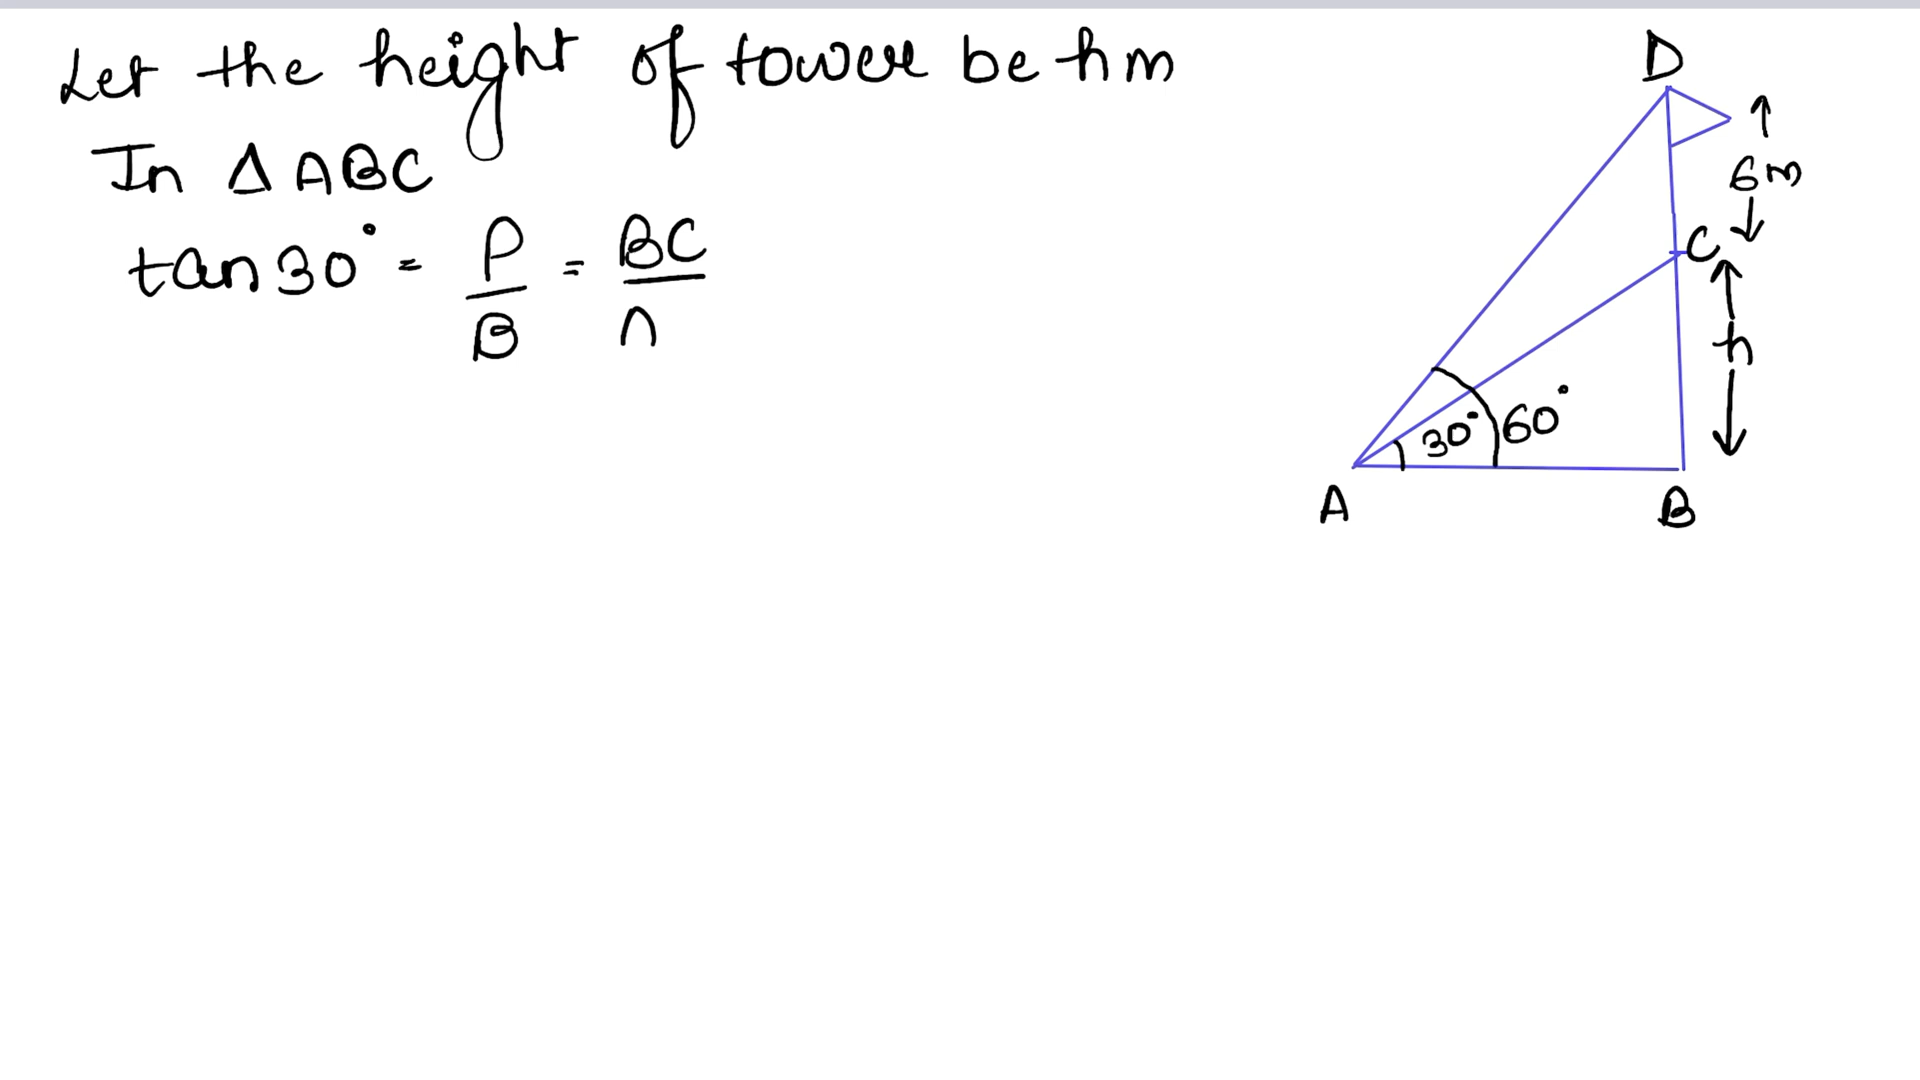 Let the height of tower be h m
In Δ ABC
tan 30° = P/B = BC/
D
6m
C
h
30°
60°
A
B